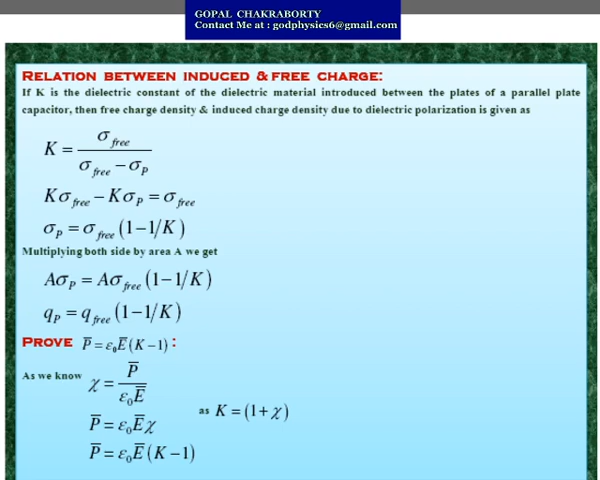 GOPAL CHAKRABORTY
Contact Me at : godphysics6@gmail.com
RELATION BETWEEN INDUCED & FREE CHARGE:
If K is the dielectric constant of the dielectric material introduced between the plates of a parallel plate
capacitor, then free charge density & induced charge density due to dielectric polarization is given as
K = σ_free / (σ_free − σ_P)
Kσ_free − Kσ_P = σ_free
σ_P = σ_free (1−1/K)
Multiplying both side by area A we get
Aσ_P = Aσ_free (1−1/K)
q_P = q_free (1−1/K)
PROVE P̅ = ε₀E̅(K−1) :
As we know χ = P̅ / ε₀E̅
P̅ = ε₀E̅χ as K = (1+χ)
P̅ = ε₀E̅(K−1)